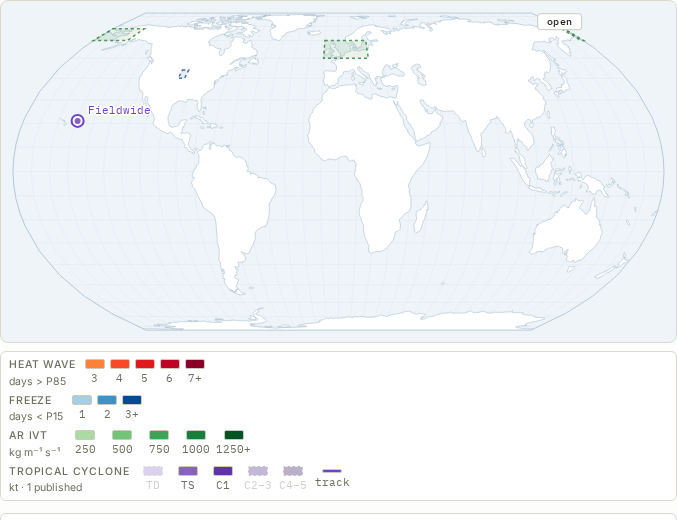 open
Fieldwide
HEAT WAVE
days > P85
3 4 5 6 7+
FREEZE
days < P15
1 2 3+
AR IVT
kg m⁻¹ s⁻¹
250 500 750 1000 1250+
TROPICAL CYCLONE
kt · 1 published
TD TS C1 C2–3 C4–5 track